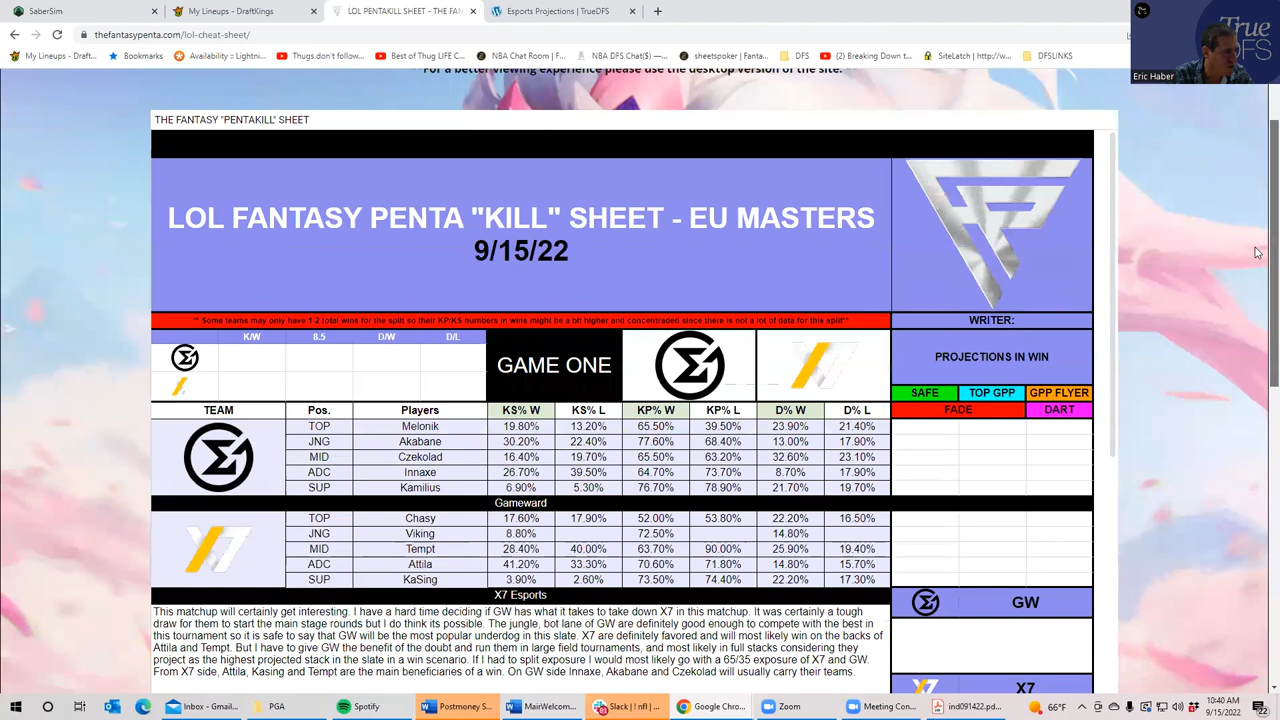 SaberSim
My Lineups - DraftKings
LOL PENTAKILL SHEET - THE FAN
Esports Projections | TrueDFS
thefantasypenta.com/lol-cheat-sheet/
My Lineups - Draft...
Bookmarks
Availability :: Lightni...
Thugs don't follow...
Best of Thug LIFE C...
NBA Chat Room | F...
NBA DFS Chat($) —...
sheetspoker | Fanta...
DFS
(2) Breaking Down t...
SiteLatch | http://w...
DFSLINKS
True
DFS
Eric Haber
For a better viewing experience please use the desktop version of the site.
THE FANTASY "PENTAKILL" SHEET
LOL FANTASY PENTA "KILL" SHEET - EU MASTERS
9/15/22
** Some teams may only have 1-2 total wins for the split so their KP/KS numbers in wins might be a bit higher and concentraded since there is not a lot of data for this split**
WRITER:
K/W 8.5 D/W D/L
GAME ONE
PROJECTIONS IN WIN
SAFE TOP GPP GPP FLYER
FADE DART
TEAM Pos. Players KS% W KS% L KP% W KP% L D% W D% L
TOP Melonik 19.80% 13.20% 65.50% 39.50% 23.90% 21.40%
JNG Akabane 30.20% 22.40% 77.60% 68.40% 13.00% 17.90%
MID Czekolad 16.40% 19.70% 65.50% 63.20% 32.60% 23.10%
ADC Innaxe 26.70% 39.50% 64.70% 73.70% 8.70% 17.90%
SUP Kamilius 6.90% 5.30% 76.70% 78.90% 21.70% 19.70%
Gameward
TOP Chasy 17.60% 17.90% 52.00% 53.80% 22.20% 16.50%
JNG Viking 8.80% 72.50% 14.80%
MID Tempt 28.40% 40.00% 63.70% 90.00% 25.90% 19.40%
ADC Attila 41.20% 33.30% 70.60% 71.80% 14.80% 15.70%
SUP KaSing 3.90% 2.60% 73.50% 74.40% 22.20% 17.30%
X7 Esports
GW
This matchup will certainly get interesting. I have a hard time deciding if GW has what it takes to take down X7 in this matchup. It was certainly a tough
draw for them to start the main stage rounds but I do think its possible. The jungle, bot lane of GW are definitely good enough to compete with the best in
this tournament so it is safe to say that GW will be the most popular underdog in this slate. X7 are definitely favored and will most likely win on the backs of
Attila and Tempt. But I have to give GW the benefit of the doubt and run them in large field tournaments, and most likely in full stacks considering they
project as the highest projected stack in the slate in a win scenario. If I had to split exposure I would most likely go with a 65/35 exposure of X7 and GW.
From X7 side, Attila, Kasing and Tempt are the main beneficiaries of a win. On GW side Innaxe, Akabane and Czekolad will usually carry their teams.
X7
Inbox - Gmail...
PGA
Spotify
Postmoney S...
MairWelcom...
Slack | ! nfl | ...
Google Chro...
Zoom
Meeting Con...
ind091422.pd...
66°F
10:40 AM
9/15/2022
22